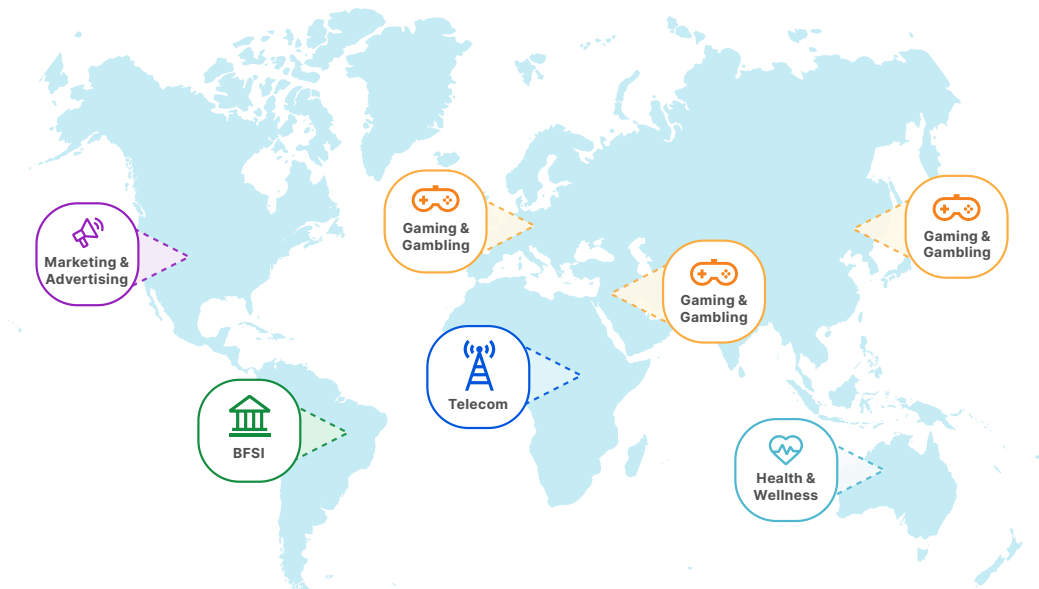 Marketing &
Advertising
Gaming &
Gambling
Gaming &
Gambling
Gaming &
Gambling
Telecom
BFSI
Health &
Wellness